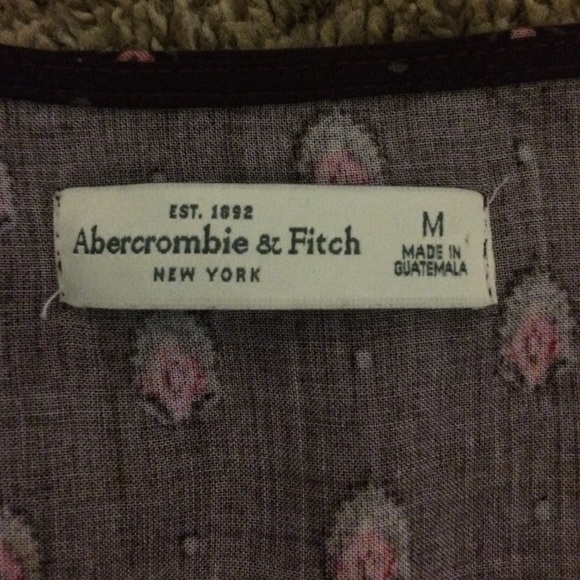 EST. 1892
Abercrombie & Fitch
NEW YORK
M
MADE IN
GUATEMALA